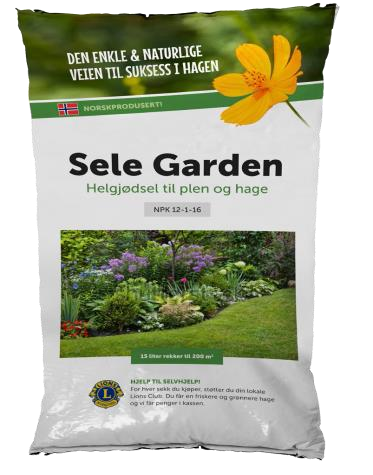 DEN ENKLE & NATURLIGE
VEIEN TIL SUKSESS I HAGEN
NORSKPRODUSERT!
Sele Garden
Helgjødsel til plen og hage
NPK 12-1-16
15 liter rekker til 200 m²
HJELP TIL SELVHJELP!
For hver sekk du kjøper, støtter du din lokale
Lions Club. Du får en friskere og grønnere hage
og vi får penger i kassen.
LIONS
L